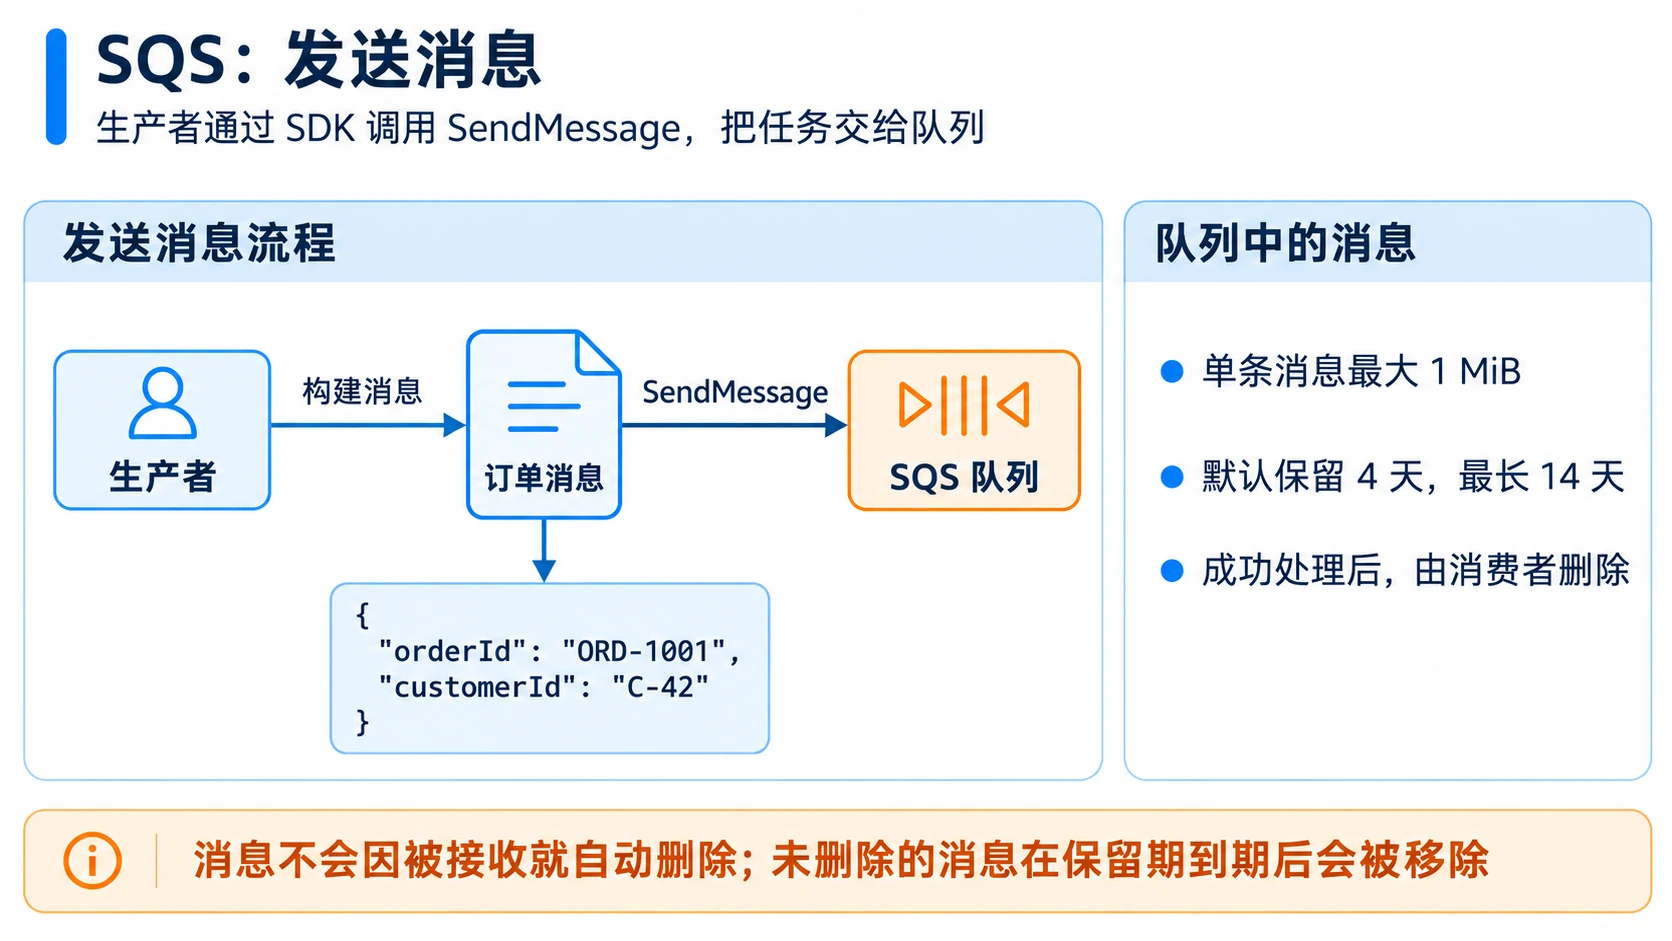 SQS：发送消息
生产者通过 SDK 调用 SendMessage，把任务交给队列
发送消息流程
生产者
构建消息
订单消息
SendMessage
SQS 队列
{
"orderId": "ORD-1001",
"customerId": "C-42"
}
队列中的消息
单条消息最大 1 MiB
默认保留 4 天，最长 14 天
成功处理后，由消费者删除
消息不会因被接收就自动删除；未删除的消息在保留期到期后会被移除